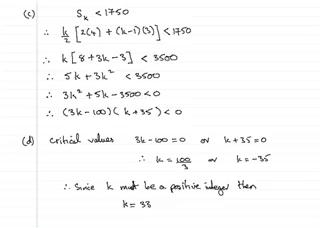 (c) Sₖ < 1750
∴ k/2 [2(4) + (k-1)(3)] < 1750
∴ k[8 + 3k - 3] < 3500
∴ 5k + 3k² < 3500
∴ 3k² + 5k - 3500 < 0
∴ (3k - 100)(k + 35) < 0
(d) Critical values 3k - 100 = 0 or k + 35 = 0
∴ k = 100/3 or k = -35
∴ Since k must be a positive integer then
k = 33